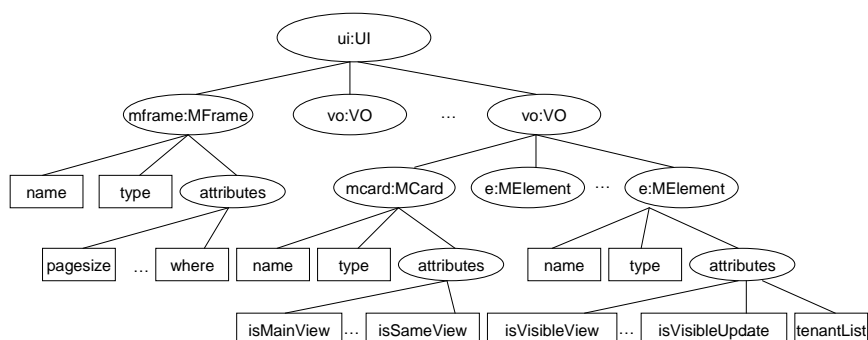 ui:UI
mframe:MFrame
vo:VO
...
vo:VO
name
type
attributes
mcard:MCard
e:MElement
...
e:MElement
pagesize
...
where
name
type
attributes
name
type
attributes
isMainView
...
isSameView
isVisibleView
...
isVisibleUpdate
tenantList